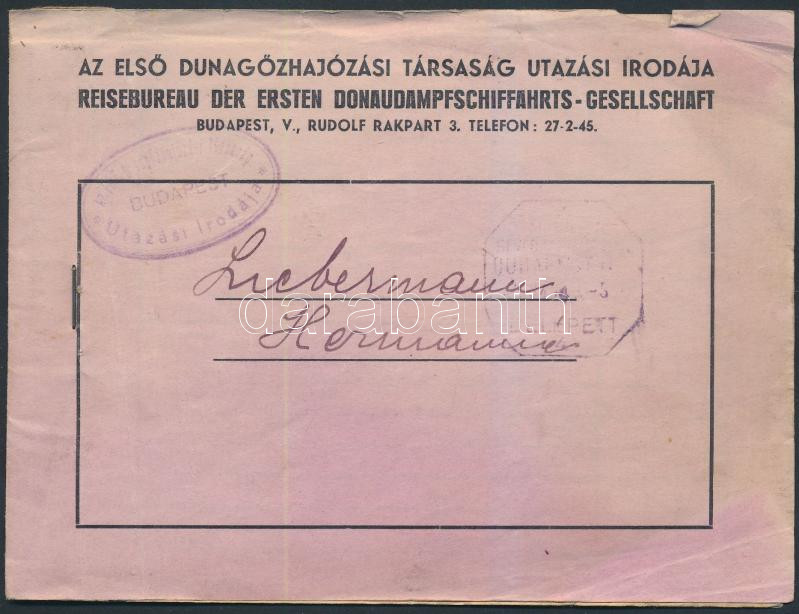 AZ ELSŐ DUNAGŐZHAJÓZÁSI TÁRSASÁG UTAZÁSI IRODÁJA
REISEBUREAU DER ERSTEN DONAUDAMPFSCHIFFAHRTS-GESELLSCHAFT
BUDAPEST, V., RUDOLF RAKPART 3. TELEFON: 27-2-45.
BUDAPEST
Utazási Irodája
Liebermann
darabanth
Hermann